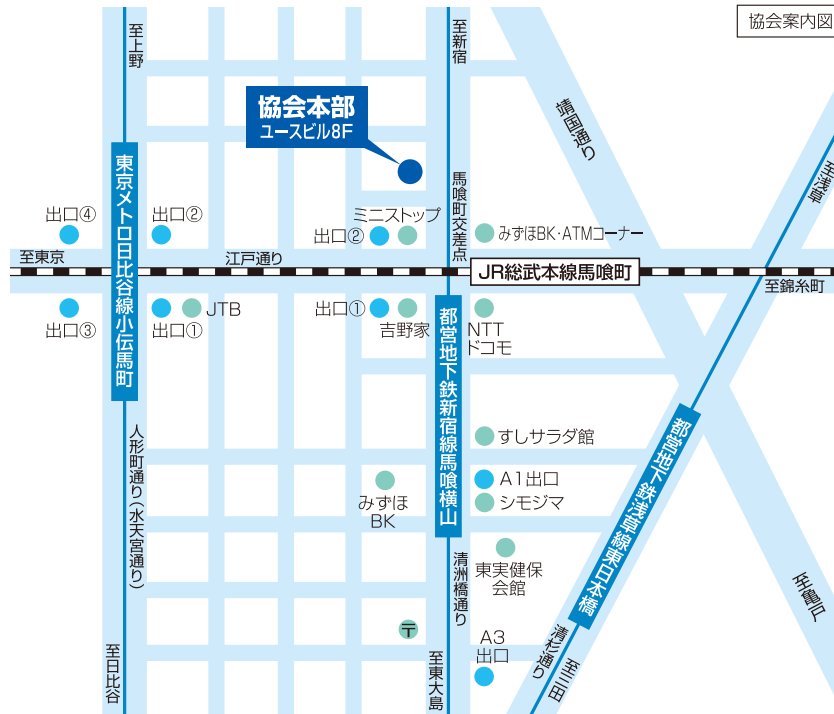 協会案内図
至上野
至新宿
協会本部
ユースビル8F
靖国通り
至浅草
東京メトロ日比谷線小伝馬町
馬喰町交差点
出口④
出口②
ミニストップ
出口②
みずほBK・ATMコーナー
至東京
江戸通り
JR総武本線馬喰町
至錦糸町
出口③
出口①
JTB
出口①
吉野家
NTT
ドコモ
都営地下鉄新宿線馬喰横山
すしサラダ館
A1出口
シモジマ
みずほ
BK
人形町通り(水天宮通り)
都営地下鉄浅草線東日本橋
東実健保
会館
清洲橋通り
至亀戸
〒
A3
出口
清杉通り
至三田
至日比谷
至東大島